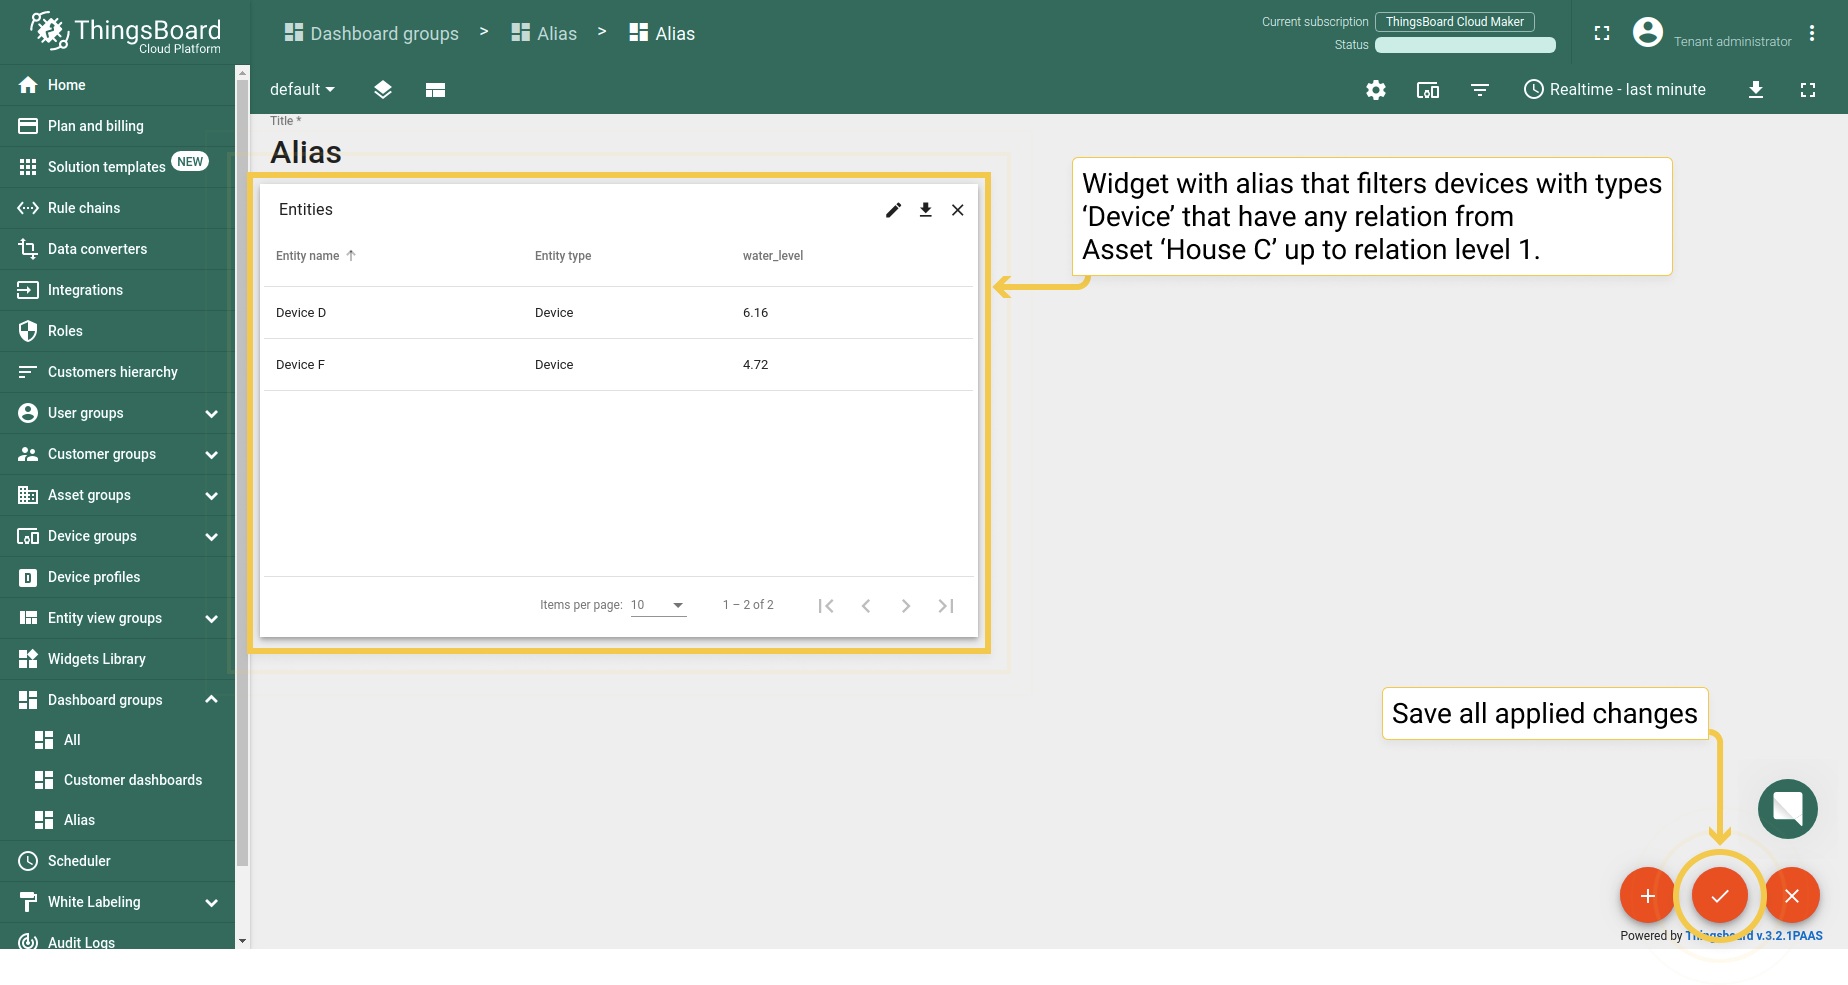 ThingsBoard
Cloud Platform
Dashboard groups > Alias > Alias
Current subscription ThingsBoard Cloud Maker
Status
Tenant administrator
Home
Plan and billing
Solution templates NEW
Rule chains
Data converters
Integrations
Roles
Customers hierarchy
User groups
Customer groups
Asset groups
Device groups
Device profiles
Entity view groups
Widgets Library
Dashboard groups
All
Customer dashboards
Alias
Scheduler
White Labeling
Audit Logs
default
Realtime - last minute
Title *
Alias
Entities
Entity name Entity type water_level
Device D Device 6.16
Device F Device 4.72
Items per page: 10 1 – 2 of 2
Widget with alias that filters devices with types
‘Device’ that have any relation from
Asset ‘House C’ up to relation level 1.
Save all applied changes
Powered by Thingsboard v.3.2.1PAAS